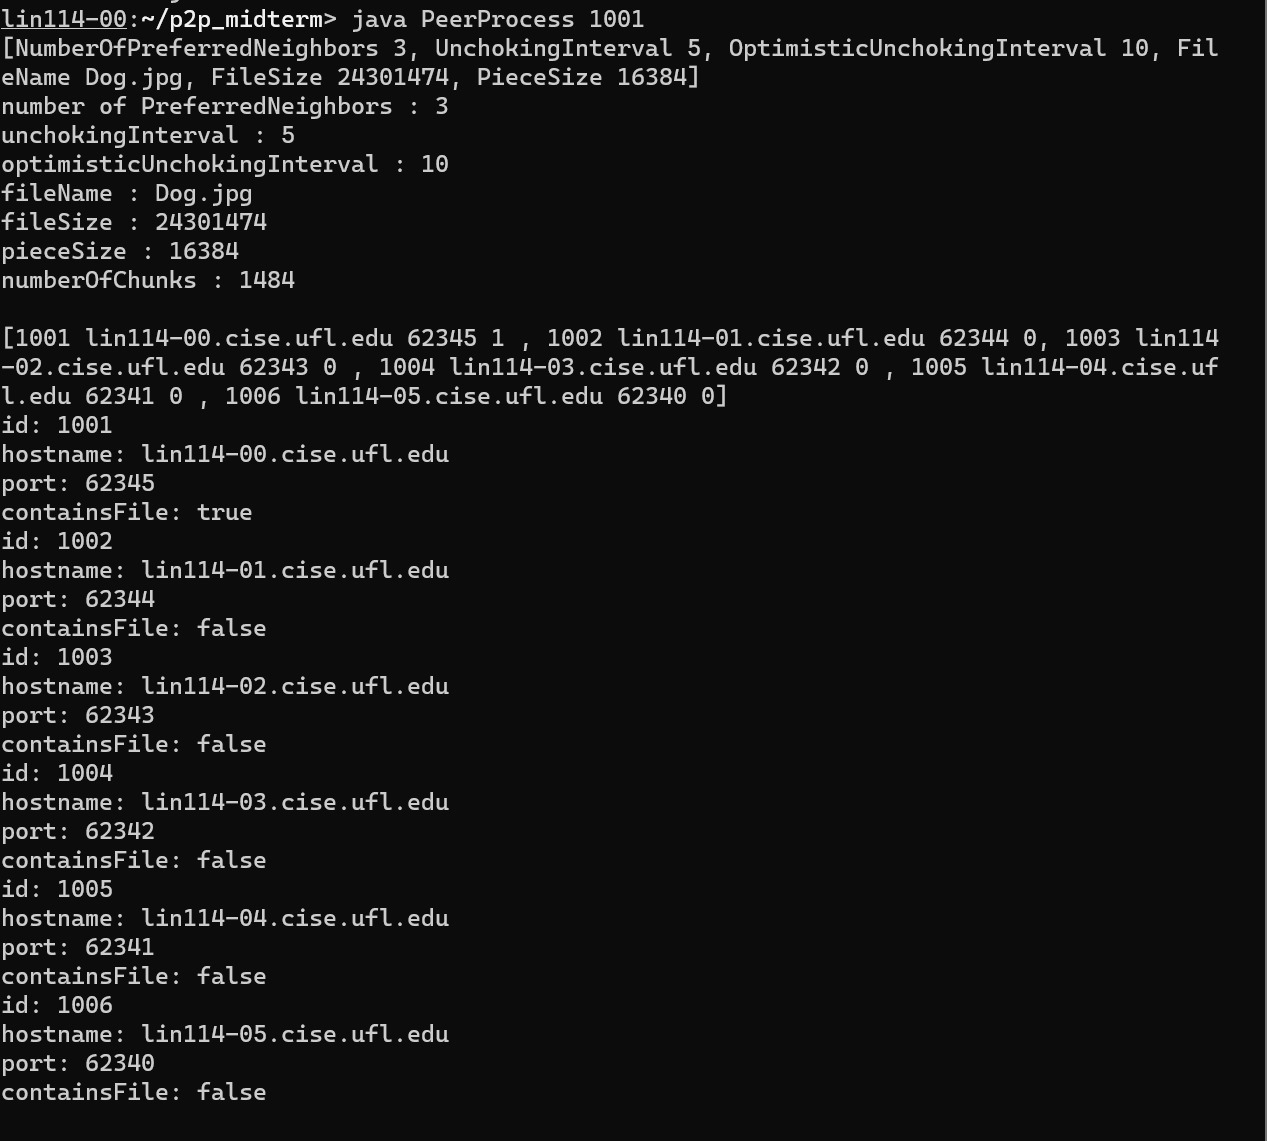 lin114-00:~/p2p_midterm> java PeerProcess 1001
[NumberOfPreferredNeighbors 3, UnchokingInterval 5, OptimisticUnchokingInterval 10, Fil
eName Dog.jpg, FileSize 24301474, PieceSize 16384]
number of PreferredNeighbors : 3
unchokingInterval : 5
optimisticUnchokingInterval : 10
fileName : Dog.jpg
fileSize : 24301474
pieceSize : 16384
numberOfChunks : 1484

[1001 lin114-00.cise.ufl.edu 62345 1 , 1002 lin114-01.cise.ufl.edu 62344 0, 1003 lin114
-02.cise.ufl.edu 62343 0 , 1004 lin114-03.cise.ufl.edu 62342 0 , 1005 lin114-04.cise.uf
l.edu 62341 0 , 1006 lin114-05.cise.ufl.edu 62340 0]
id: 1001
hostname: lin114-00.cise.ufl.edu
port: 62345
containsFile: true
id: 1002
hostname: lin114-01.cise.ufl.edu
port: 62344
containsFile: false
id: 1003
hostname: lin114-02.cise.ufl.edu
port: 62343
containsFile: false
id: 1004
hostname: lin114-03.cise.ufl.edu
port: 62342
containsFile: false
id: 1005
hostname: lin114-04.cise.ufl.edu
port: 62341
containsFile: false
id: 1006
hostname: lin114-05.cise.ufl.edu
port: 62340
containsFile: false